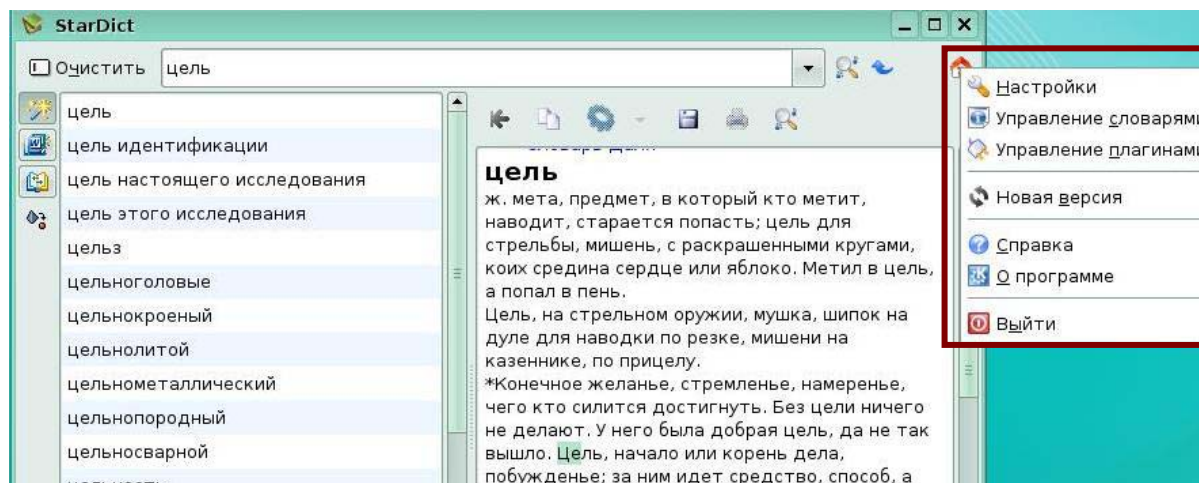 StarDict
Очистить
цель
цель
цель идентификации
цель настоящего исследования
цель этого исследования
цельз
цельноголовые
цельнокроеный
цельнолитой
цельнометаллический
цельнопородный
цельносварной
цель
ж. мета, предмет, в который кто метит,
наводит, старается попасть; цель для
стрельбы, мишень, с раскрашенными кругами,
коих средина сердце или яблоко. Метил в цель,
а попал в пень.
Цель, на стрельном оружии, мушка, шипок на
дуле для наводки по резке, мишени на
казеннике, по прицелу.
*Конечное желанье, стремленье, намеренье,
чего кто силится достигнуть. Без цели ничего
не делают. У него была добрая цель, да не так
вышло. Цель, начало или корень дела,
побужденье; за ним идет средство, способ, а
Настройки
Управление словарями
Управление плагинами
Новая версия
Справка
О программе
Выйти